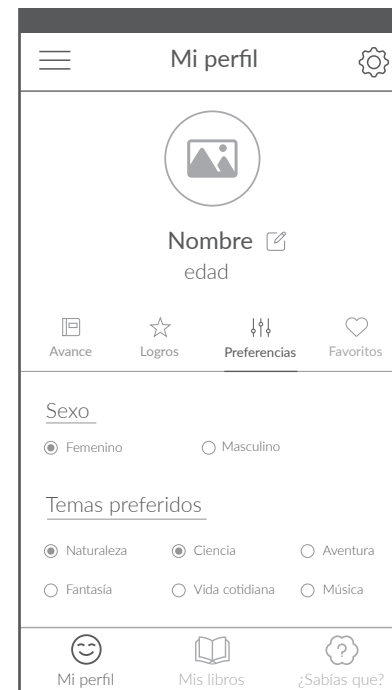 Mi perfil
Nombre
edad
Avance Logros Preferencias Favoritos
Sexo
Femenino Masculino
Temas preferidos
Naturaleza Ciencia Aventura
Fantasía Vida cotidiana Música
Mi perfil Mis libros ¿Sabías que?